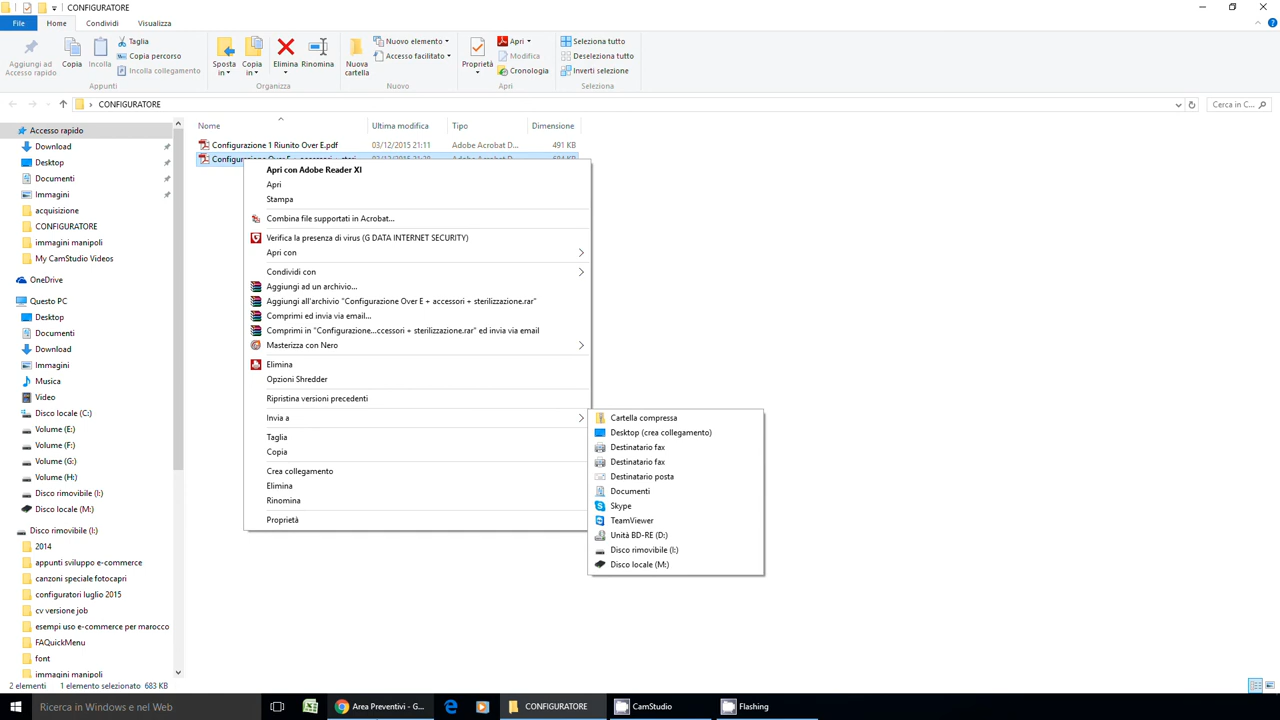 CONFIGURATORE
File Home Condividi Visualizza
Aggiungi ad Accesso rapido
Copia
Incolla
Taglia
Copia percorso
Incolla collegamento
Appunti
Sposta in
Copia in
Elimina
Rinomina
Organizza
Nuova cartella
Nuovo elemento
Accesso facilitato
Nuovo
Proprietà
Apri
Modifica
Cronologia
Apri
Seleziona tutto
Deseleziona tutto
Inverti selezione
Seleziona
CONFIGURATORE
Cerca in C...
Nome Ultima modifica Tipo Dimensione
Configurazione 1 Riunito Over E.pdf 03/12/2015 21:11 Adobe Acrobat D... 491 KB
Accesso rapido
Download
Desktop
Documenti
Immagini
acquisizione
CONFIGURATORE
immagini manipoli
My CamStudio Videos
OneDrive
Questo PC
Desktop
Documenti
Download
Immagini
Musica
Video
Disco locale (C:)
Volume (E:)
Volume (F:)
Volume (G:)
Volume (H:)
Disco rimovibile (I:)
Disco locale (M:)
Disco rimovibile (I:)
2014
appunti sviluppo e-commerce
canzoni speciale fotocapri
configuratori luglio 2015
cv versione job
esempi uso e-commerce per marocco
FAQuickMenu
font
immagini manipoli
Apri con Adobe Reader XI
Apri
Stampa
Combina file supportati in Acrobat...
Verifica la presenza di virus (G DATA INTERNET SECURITY)
Apri con
Condividi con
Aggiungi ad un archivio...
Aggiungi all'archivio "Configurazione Over E + accessori + sterilizzazione.rar"
Comprimi ed invia via email...
Comprimi in "Configurazione...ccessori + sterilizzazione.rar" ed invia via email
Masterizza con Nero
Elimina
Opzioni Shredder
Ripristina versioni precedenti
Invia a
Taglia
Copia
Crea collegamento
Elimina
Rinomina
Proprietà
Cartella compressa
Desktop (crea collegamento)
Destinatario fax
Destinatario fax
Destinatario posta
Documenti
Skype
TeamViewer
Unità BD-RE (D:)
Disco rimovibile (I:)
Disco locale (M:)
2 elementi 1 elemento selezionato 683 KB
Ricerca in Windows e nel Web
Area Preventivi - G...
CONFIGURATORE
CamStudio
Flashing